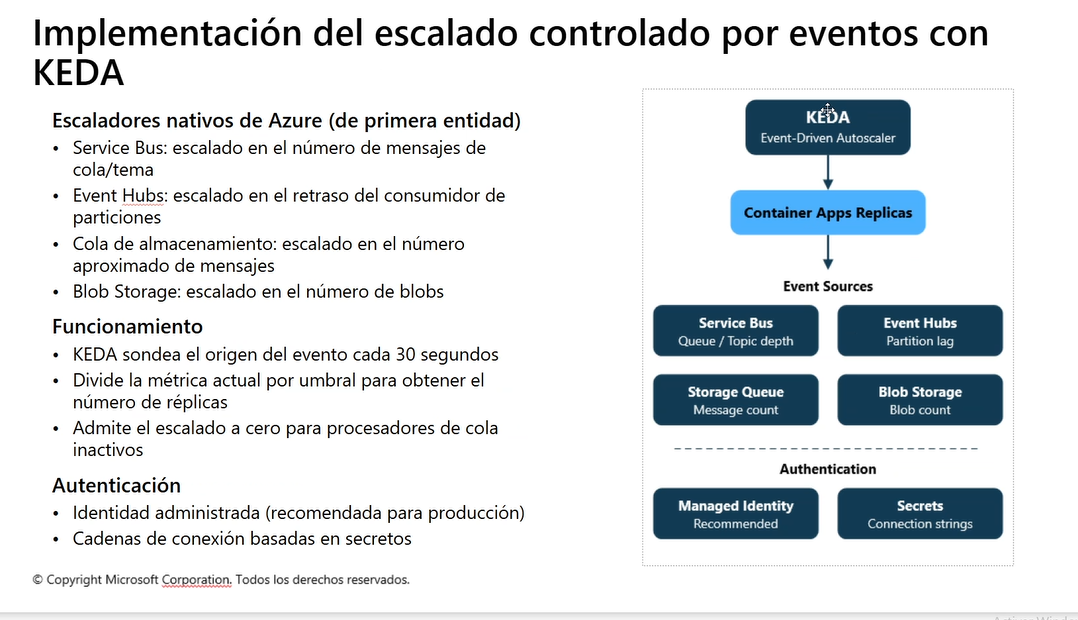 Implementación del escalado controlado por eventos con
KEDA
Escaladores nativos de Azure (de primera entidad)
• Service Bus: escalado en el número de mensajes de
cola/tema
• Event Hubs: escalado en el retraso del consumidor de
particiones
• Cola de almacenamiento: escalado en el número
aproximado de mensajes
• Blob Storage: escalado en el número de blobs
Funcionamiento
• KEDA sondea el origen del evento cada 30 segundos
• Divide la métrica actual por umbral para obtener el
número de réplicas
• Admite el escalado a cero para procesadores de cola
inactivos
Autenticación
• Identidad administrada (recomendada para producción)
• Cadenas de conexión basadas en secretos
© Copyright Microsoft Corporation. Todos los derechos reservados.
KEDA
Event-Driven Autoscaler
Container Apps Replicas
Event Sources
Service Bus
Queue / Topic depth
Event Hubs
Partition lag
Storage Queue
Message count
Blob Storage
Blob count
Authentication
Managed Identity
Recommended
Secrets
Connection strings